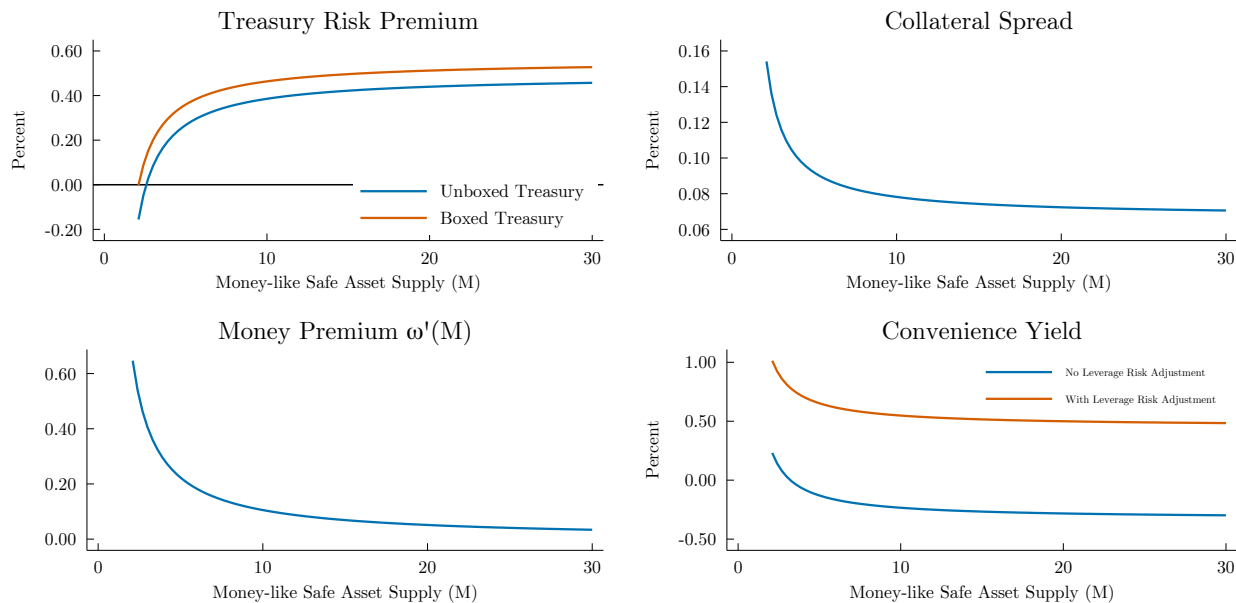 Treasury Risk Premium
0.60
0.40
0.20
0.00
-0.20
Percent
Unboxed Treasury
Boxed Treasury
0 10 20 30
Money-like Safe Asset Supply (M)
Collateral Spread
0.16
0.14
0.12
0.10
0.08
0.06
Percent
0 10 20 30
Money-like Safe Asset Supply (M)
Money Premium ω'(M)
0.60
0.40
0.20
0.00
0 10 20 30
Money-like Safe Asset Supply (M)
Convenience Yield
1.00
0.50
0.00
-0.50
Percent
No Leverage Risk Adjustment
With Leverage Risk Adjustment
0 10 20 30
Money-like Safe Asset Supply (M)